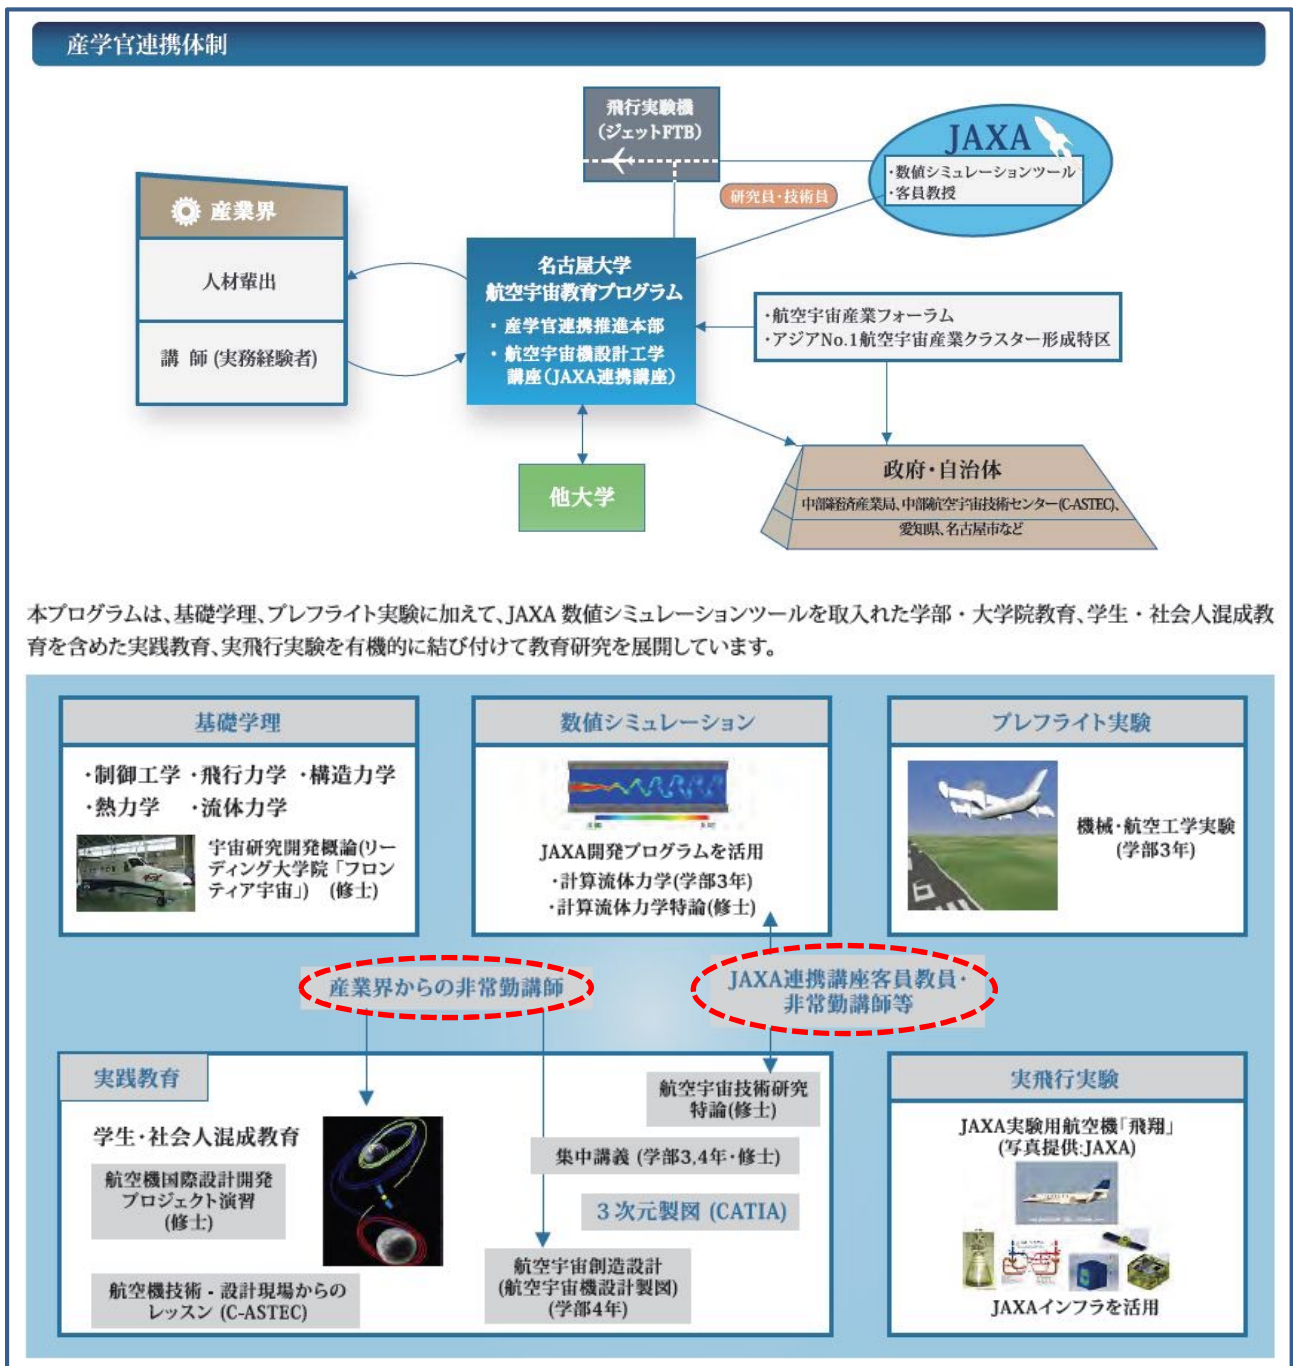 産学官連携体制
飛行実験機
(ジェットFTB)
JAXA
・数値シミュレーションツール
・客員教授
研究員・技術員
産業界
人材輩出
講 師 (実務経験者)
名古屋大学
航空宇宙教育プログラム
・ 産学官連携推進本部
・ 航空宇宙機設計工学
講座(JAXA連携講座)
・航空宇宙産業フォーラム
・アジアNo.1航空宇宙産業クラスター形成特区
他大学
政府・自治体
中部経済産業局、中部航空宇宙技術センター(C-ASTEC)、
愛知県、名古屋市など
本プログラムは、基礎学理、プレフライト実験に加えて、JAXA 数値シミュレーションツールを取入れた学部・大学院教育、学生・社会人混成教
育を含めた実践教育、実飛行実験を有機的に結び付けて教育研究を展開しています。
基礎学理
・制御工学 ・飛行力学 ・構造力学
・熱力学 ・流体力学
宇宙研究開発概論(リー
ディング大学院「フロン
ティア宇宙」) (修士)
数値シミュレーション
JAXA開発プログラムを活用
・計算流体力学(学部3年)
・計算流体力学特論(修士)
プレフライト実験
機械・航空工学実験
(学部3年)
産業界からの非常勤講師
JAXA連携講座客員教員・
非常勤講師等
実践教育
学生・社会人混成教育
航空機国際設計開発
プロジェクト演習
(修士)
航空機技術 - 設計現場からの
レッスン (C-ASTEC)
航空宇宙技術研究
特論(修士)
集中講義 (学部3,4年・修士)
3 次元製図 (CATIA)
航空宇宙創造設計
(航空宇宙機設計製図)
(学部4年)
実飛行実験
JAXA実験用航空機「飛翔」
(写真提供:JAXA)
JAXAインフラを活用